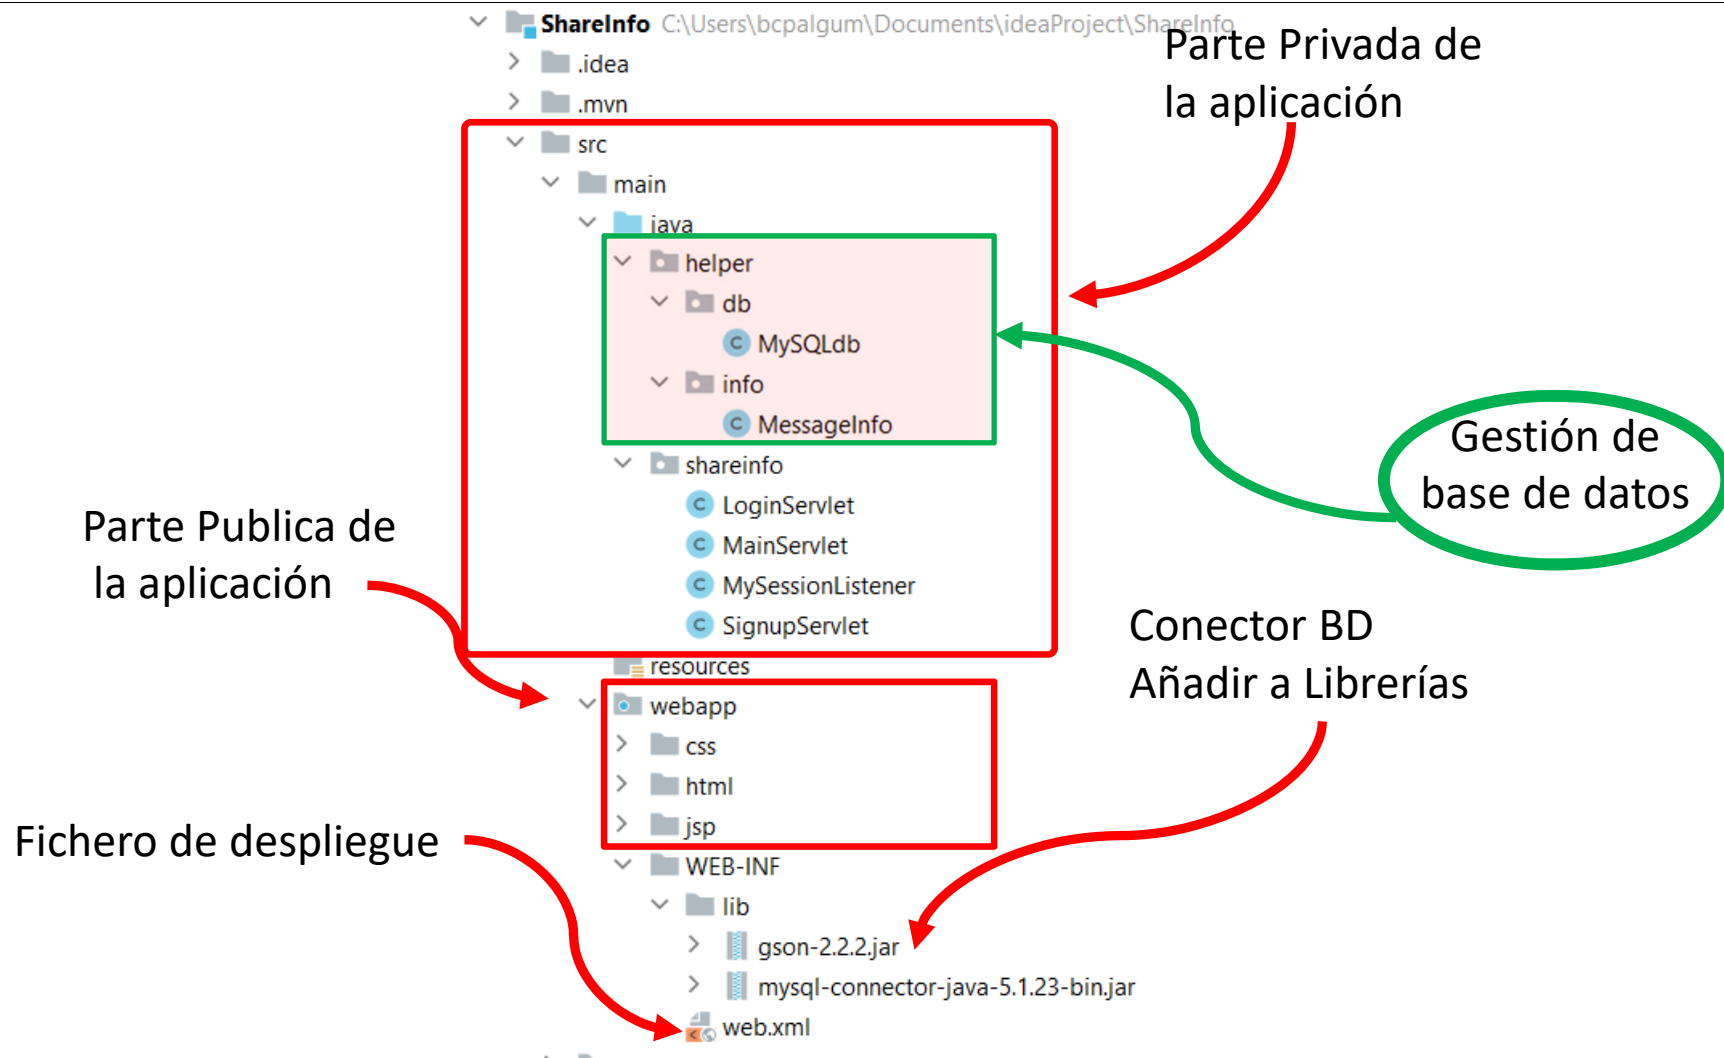 ShareInfo C:\Users\bcpalgum\Documents\ideaProject\ShareInfo
Parte Privada de
la aplicación
.idea
.mvn
src
main
java
helper
db
MySQLdb
info
MessageInfo
Gestión de
base de datos
shareinfo
LoginServlet
MainServlet
MySessionListener
SignupServlet
Parte Publica de
la aplicación
Conector BD
Añadir a Librerías
resources
webapp
css
html
jsp
Fichero de despliegue
WEB-INF
lib
gson-2.2.2.jar
mysql-connector-java-5.1.23-bin.jar
web.xml